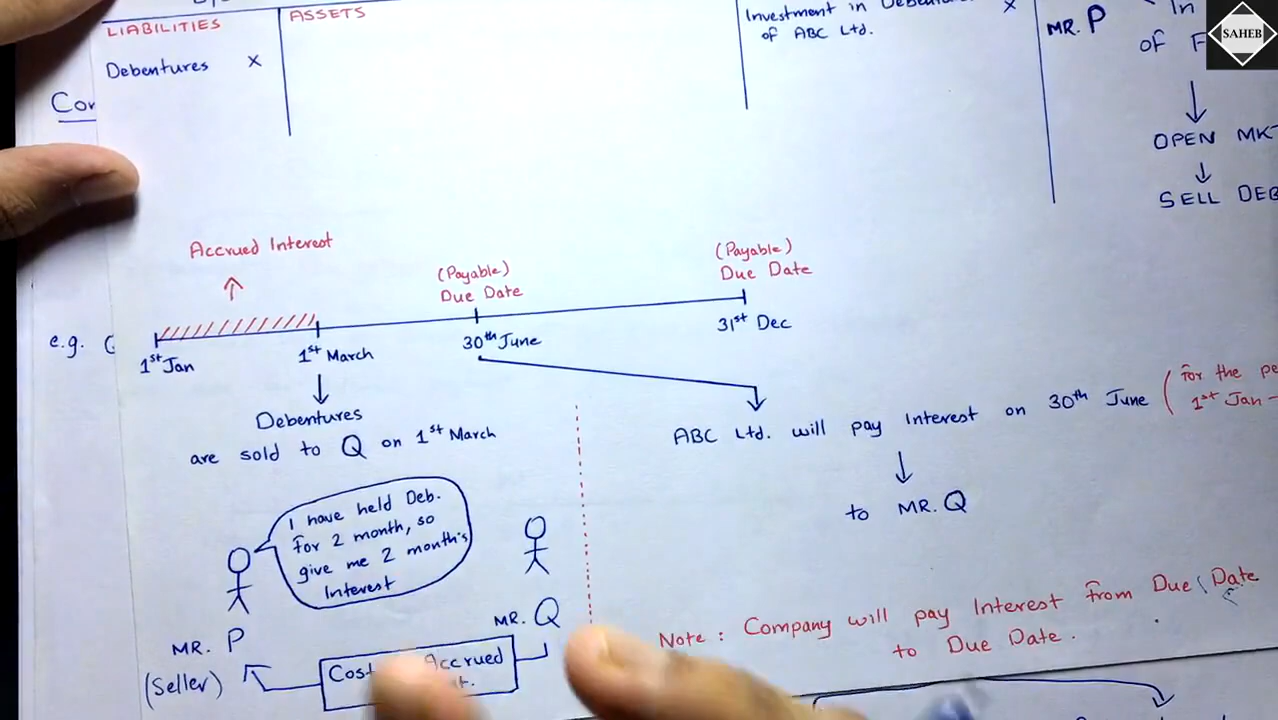 LIABILITIES
ASSETS
Debentures x
Investment in
of ABC Ltd.
x
MR. P
In
of F
SAHEB
OPEN MKT
SELL DEB
Accrued Interest
(Payable)
Due Date
(Payable)
Due Date
e.g.
1st Jan
1st March
30th June
31st Dec
Debentures
are sold to Q on 1st March
ABC Ltd. will pay Interest on 30th June
(for the
1st Jan -
to MR. Q
I have held Deb.
for 2 month, so
give me 2 month's
Interest
MR. Q
MR. P
(Seller)
Cost
Accrued
Note : Company will pay Interest from Due Date
to Due Date.